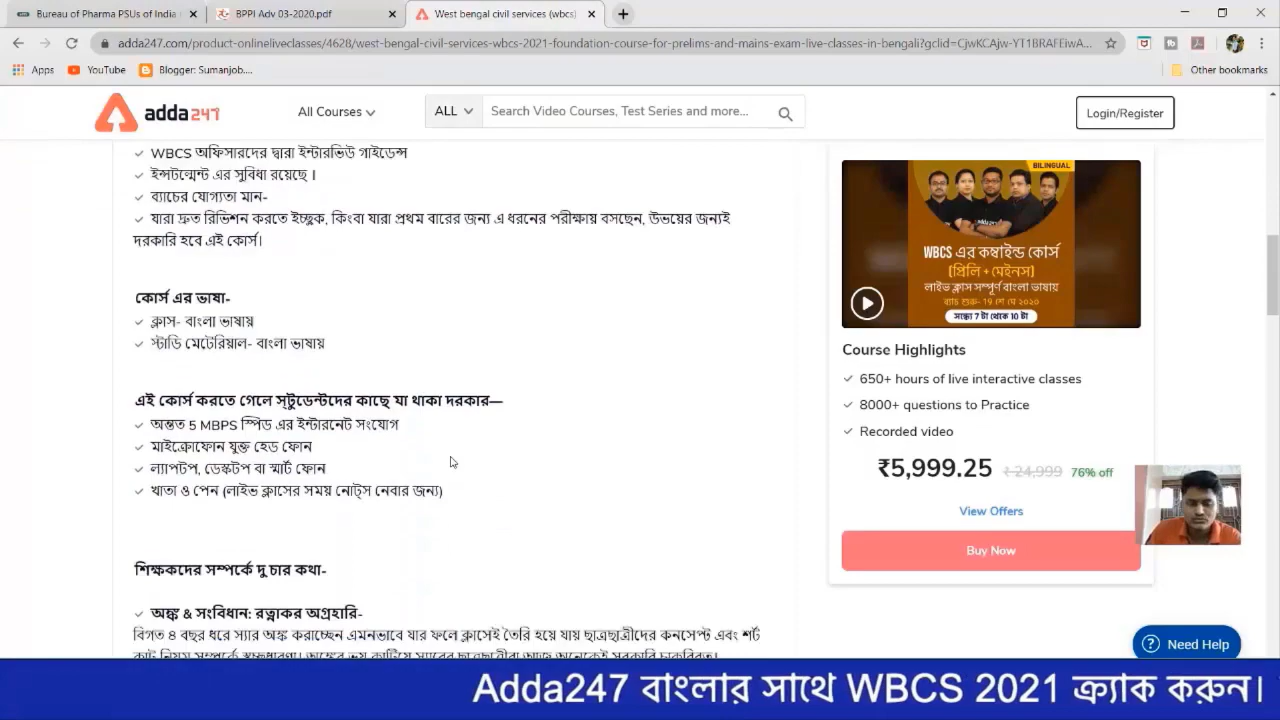 Bureau of Pharma PSUs of India
BPPI Adv 03-2020.pdf
West bengal civil services (wbcs)
adda247.com/product-onlineliveclasses/4628/west-bengal-civil-services-wbcs-2021-foundation-course-for-prelims-and-mains-exam-live-classes-in-bengali?gclid=CjwKCAjw-YT1BRAFEiwA...
Apps
YouTube
Blogger: Sumanjob....
Other bookmarks
adda247
All Courses
ALL
Search Video Courses, Test Series and more...
Login/Register
WBCS অফিসারদের দ্বারা ইন্টারভিউ গাইডেন্স
ইন্সটল্মেন্ট এর সুবিধা রয়েছে ।
ব্যাচের যোগ্যতা মান-
যারা দ্রুত রিভিশন করতে ইচ্ছুক, কিংবা যারা প্রথম বারের জন্য এ ধরনের পরীক্ষায় বসছেন, উভয়ের জন্যই
দরকারি হবে এই কোর্স।
কোর্স এর ভাষা-
ক্লাস- বাংলা ভাষায়
স্টাডি মেটেরিয়াল- বাংলা ভাষায়
এই কোর্স করতে গেলে স্টুডেন্টদের কাছে যা থাকা দরকার—
অন্তত 5 MBPS স্পিড এর ইন্টারনেট সংযোগ
মাইক্রোফোন যুক্ত হেড ফোন
ল্যাপটপ, ডেস্কটপ বা স্মার্ট ফোন
খাতা ও পেন (লাইভ ক্লাসের সময় নোট্স নেবার জন্য)
শিক্ষকদের সম্পর্কে দু চার কথা-
অঙ্ক & সংবিধান: রত্নাকর অগ্রহারি-
বিগত ৪ বছর ধরে স্যার অঙ্ক করাচ্ছেন এমনভাবে যার ফলে ক্লাসেই তৈরি হয়ে যায় ছাত্রছাত্রীদের কনসেপ্ট এবং শর্ট
BILINGUAL
WBCS এর কম্বাইন্ড কোর্স
(প্রিলি + মেইনস)
লাইভ ক্লাস সম্পূর্ণ বাংলা ভাষায়
ব্যাচ শুরু- 19 শে মে ২০২০
সন্ধ্যে 7 টা থেকে 10 টা
Course Highlights
650+ hours of live interactive classes
8000+ questions to Practice
Recorded video
₹5,999.25 ₹ 24,999 76% off
View Offers
Buy Now
Need Help
Adda247 বাংলার সাথে WBCS 2021 ক্র্যাক করুন।